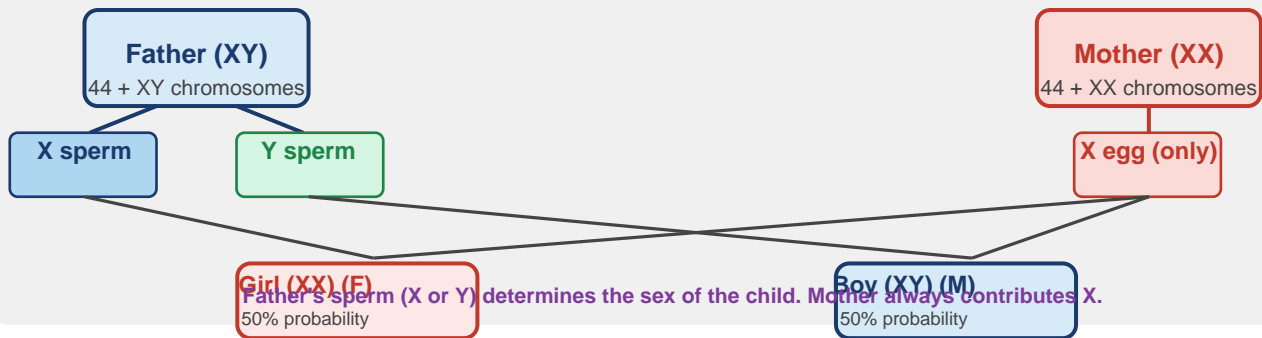 Father (XY)
44 + XY chromosomes
Mother (XX)
44 + XX chromosomes
X sperm
Y sperm
X egg (only)
Girl (XX) (F)
Boy (XY) (M)
Father's sperm (X or Y) determines the sex of the child. Mother always contributes X.
50% probability
50% probability